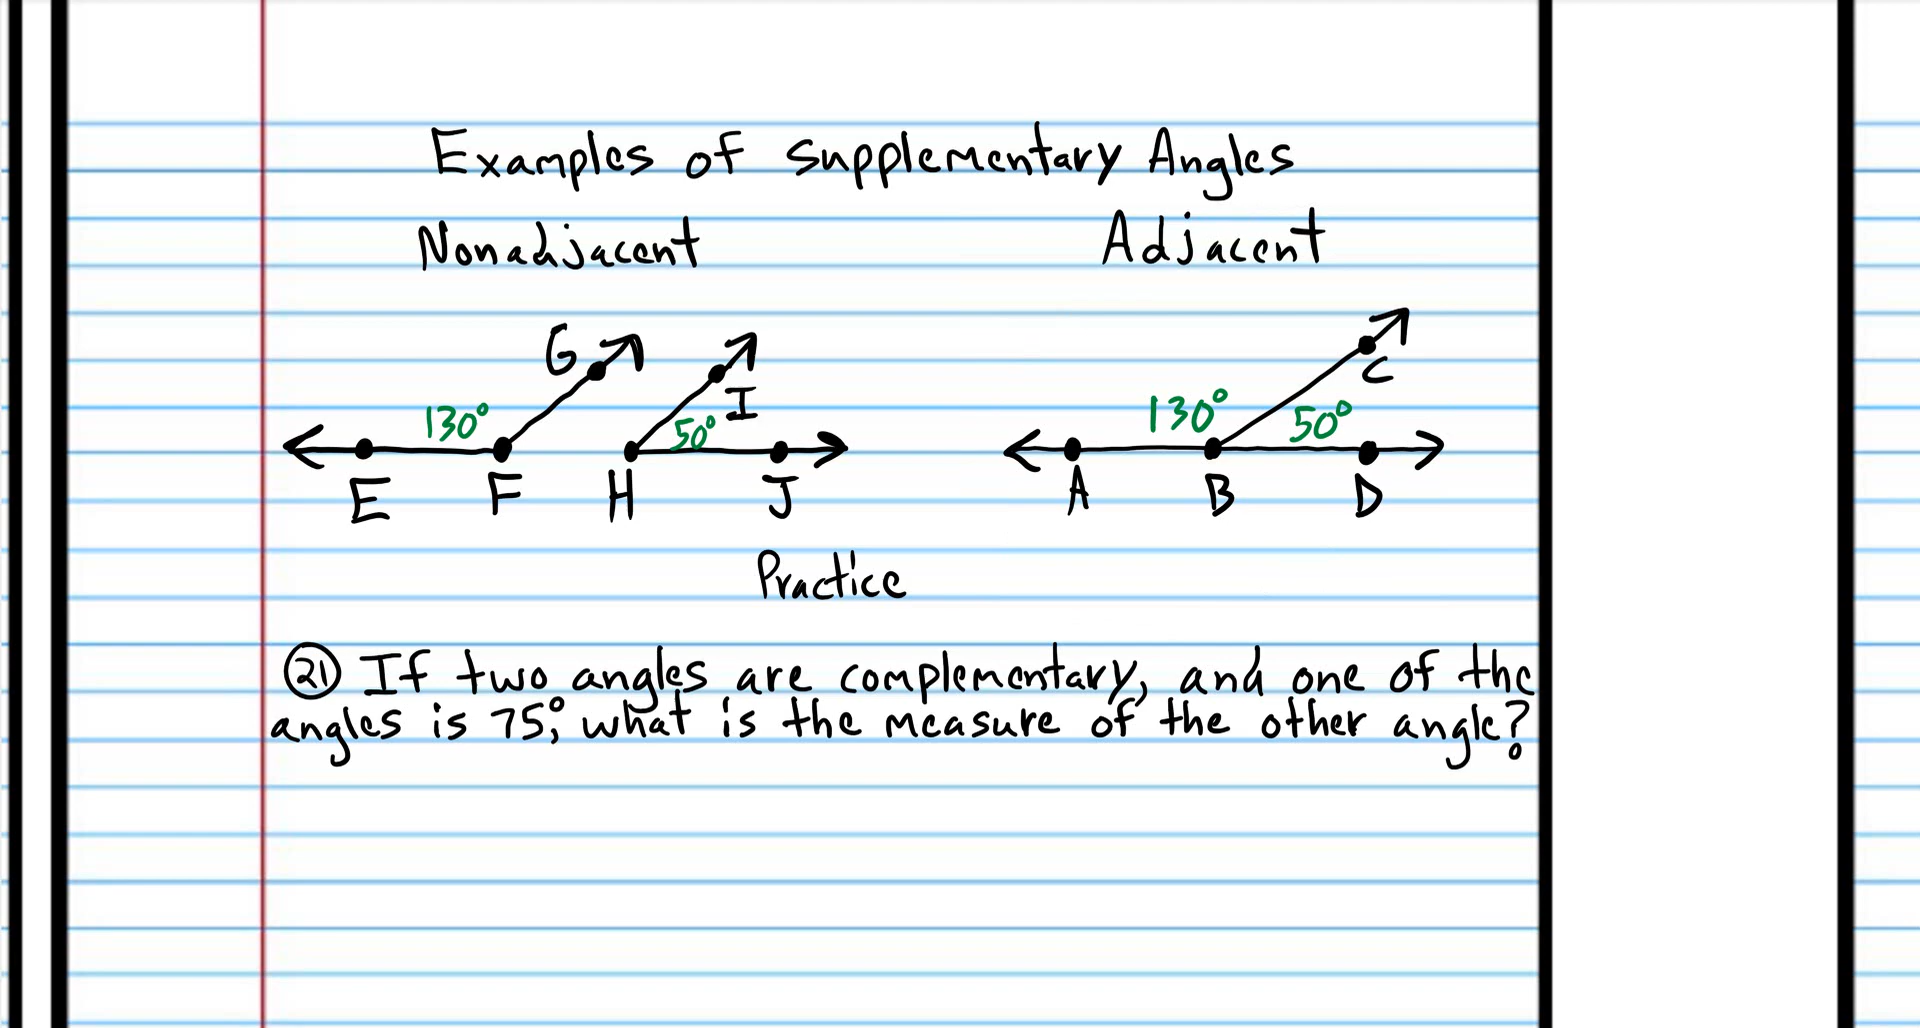 Examples of Supplementary Angles
Nonadjacent Adjacent
G I C
130° 50° 130° 50°
E F H J A B D
Practice
21 If two angles are complementary, and one of the
angles is 75°, what is the measure of the other angle?